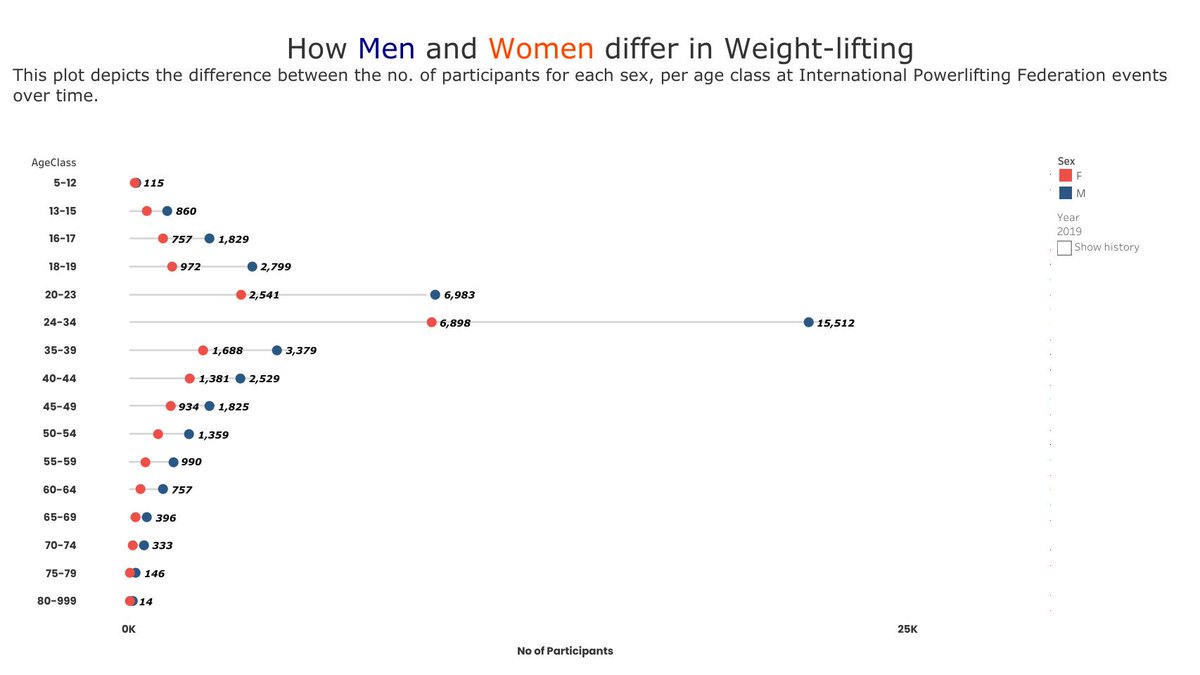 How Men and Women differ in Weight-lifting
This plot depicts the difference between the no. of participants for each sex, per age class at International Powerlifting Federation events
over time.
AgeClass
5-12 115
13-15 860
16-17 757 1,829
18-19 972 2,799
20-23 2,541 6,983
24-34 6,898 15,512
35-39 1,688 3,379
40-44 1,381 2,529
45-49 934 1,825
50-54 1,359
55-59 990
60-64 757
65-69 396
70-74 333
75-79 146
80-999 14
0K 25K
No of Participants
Sex
F
M
Year
2019
Show history